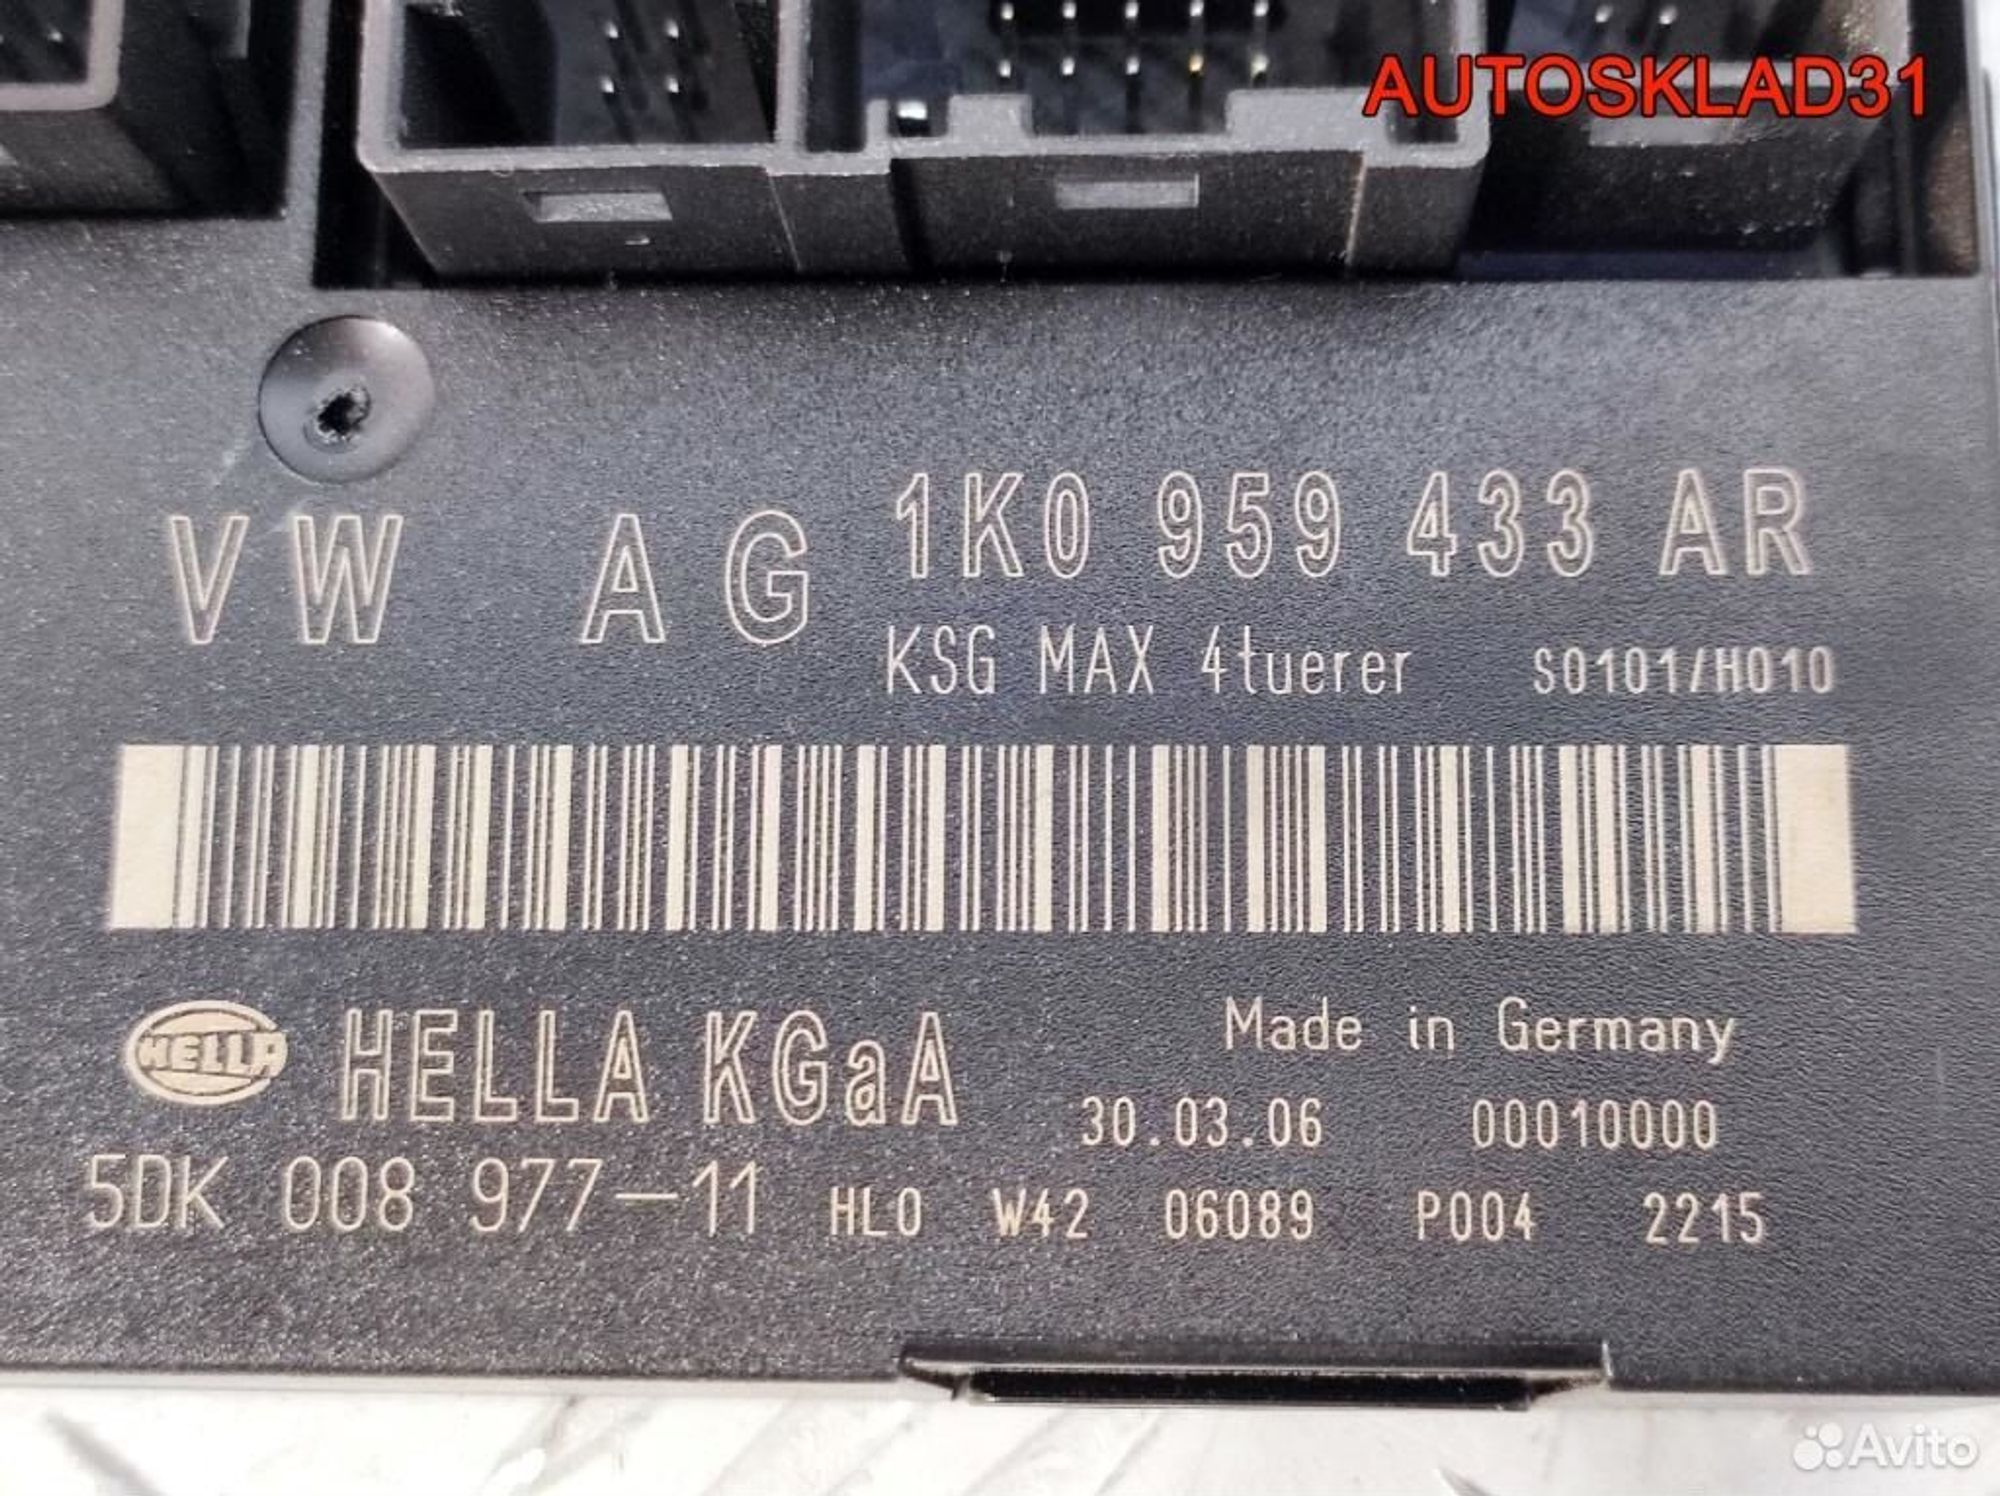 AUTOSKLAD31
VW AG 1K0 959 433 AR
KSG MAX 4tuerer S0101/H010
HELLA HELLA KGaA Made in Germany
30.03.06 00010000
5DK 008 977-11 HLO W42 06089 P004 2215
Avito